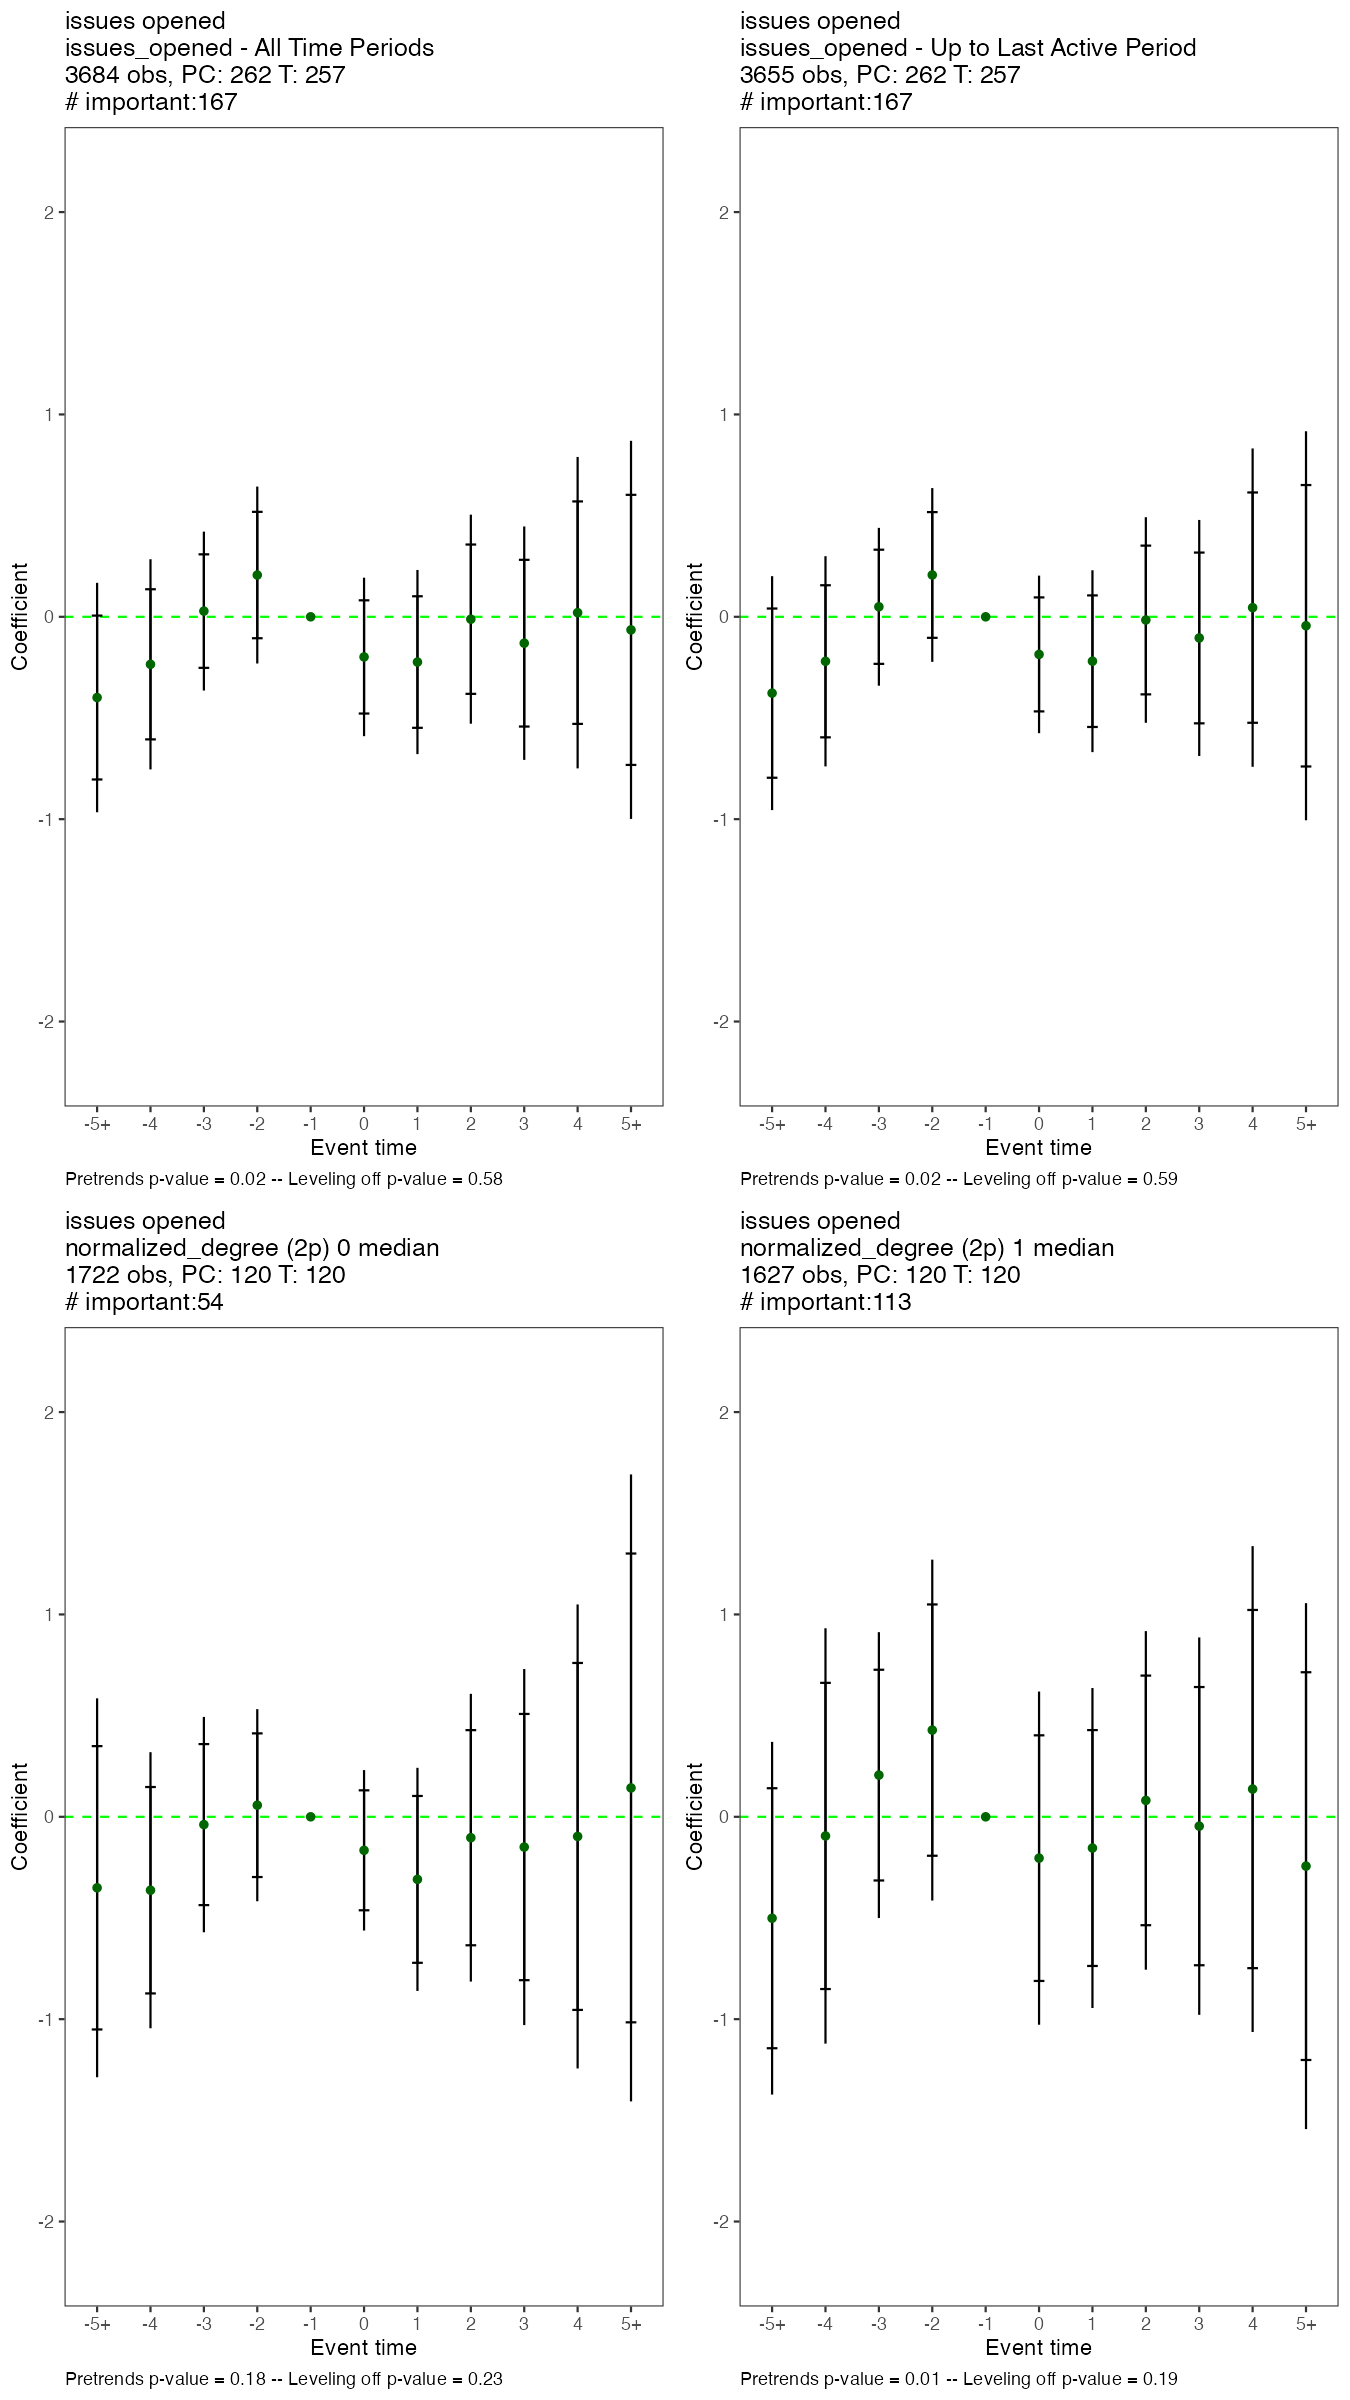 issues opened
issues_opened - All Time Periods
3684 obs, PC: 262 T: 257
# important:167
2
1
0
-1
-2
Coefficient
-5+ -4 -3 -2 -1 0 1 2 3 4 5+
Event time
Pretrends p-value = 0.02 -- Leveling off p-value = 0.58
issues opened
issues_opened - Up to Last Active Period
3655 obs, PC: 262 T: 257
# important:167
2
1
0
-1
-2
Coefficient
-5+ -4 -3 -2 -1 0 1 2 3 4 5+
Event time
Pretrends p-value = 0.02 -- Leveling off p-value = 0.59
issues opened
normalized_degree (2p) 0 median
1722 obs, PC: 120 T: 120
# important:54
2
1
0
-1
-2
Coefficient
-5+ -4 -3 -2 -1 0 1 2 3 4 5+
Event time
Pretrends p-value = 0.18 -- Leveling off p-value = 0.23
issues opened
normalized_degree (2p) 1 median
1627 obs, PC: 120 T: 120
# important:113
2
1
0
-1
-2
Coefficient
-5+ -4 -3 -2 -1 0 1 2 3 4 5+
Event time
Pretrends p-value = 0.01 -- Leveling off p-value = 0.19